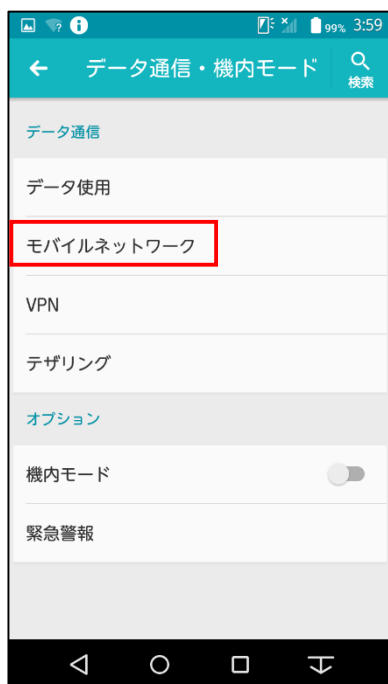 99% 3:59
データ通信・機内モード
検索
データ通信
データ使用
モバイルネットワーク
VPN
テザリング
オプション
機内モード
緊急警報